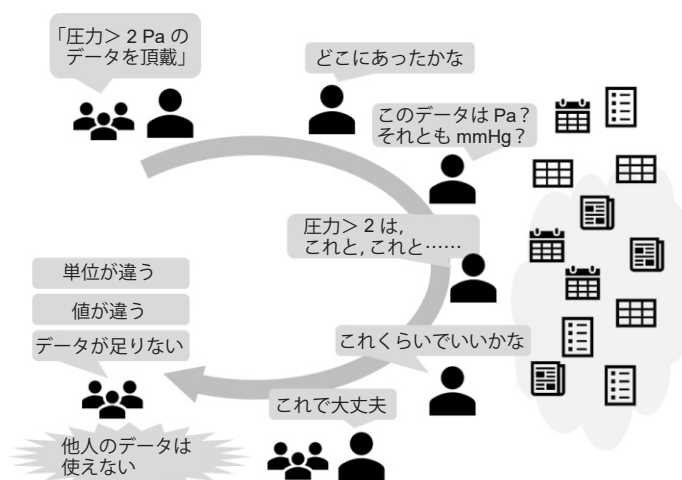 「圧力＞ 2 Pa の
データを頂戴」
どこにあったかな
このデータは Pa？
それとも mmHg？
圧力＞ 2 は，
これと，これと……
これくらいでいいかな
これで大丈夫
単位が違う
値が違う
データが足りない
他人のデータは
使えない